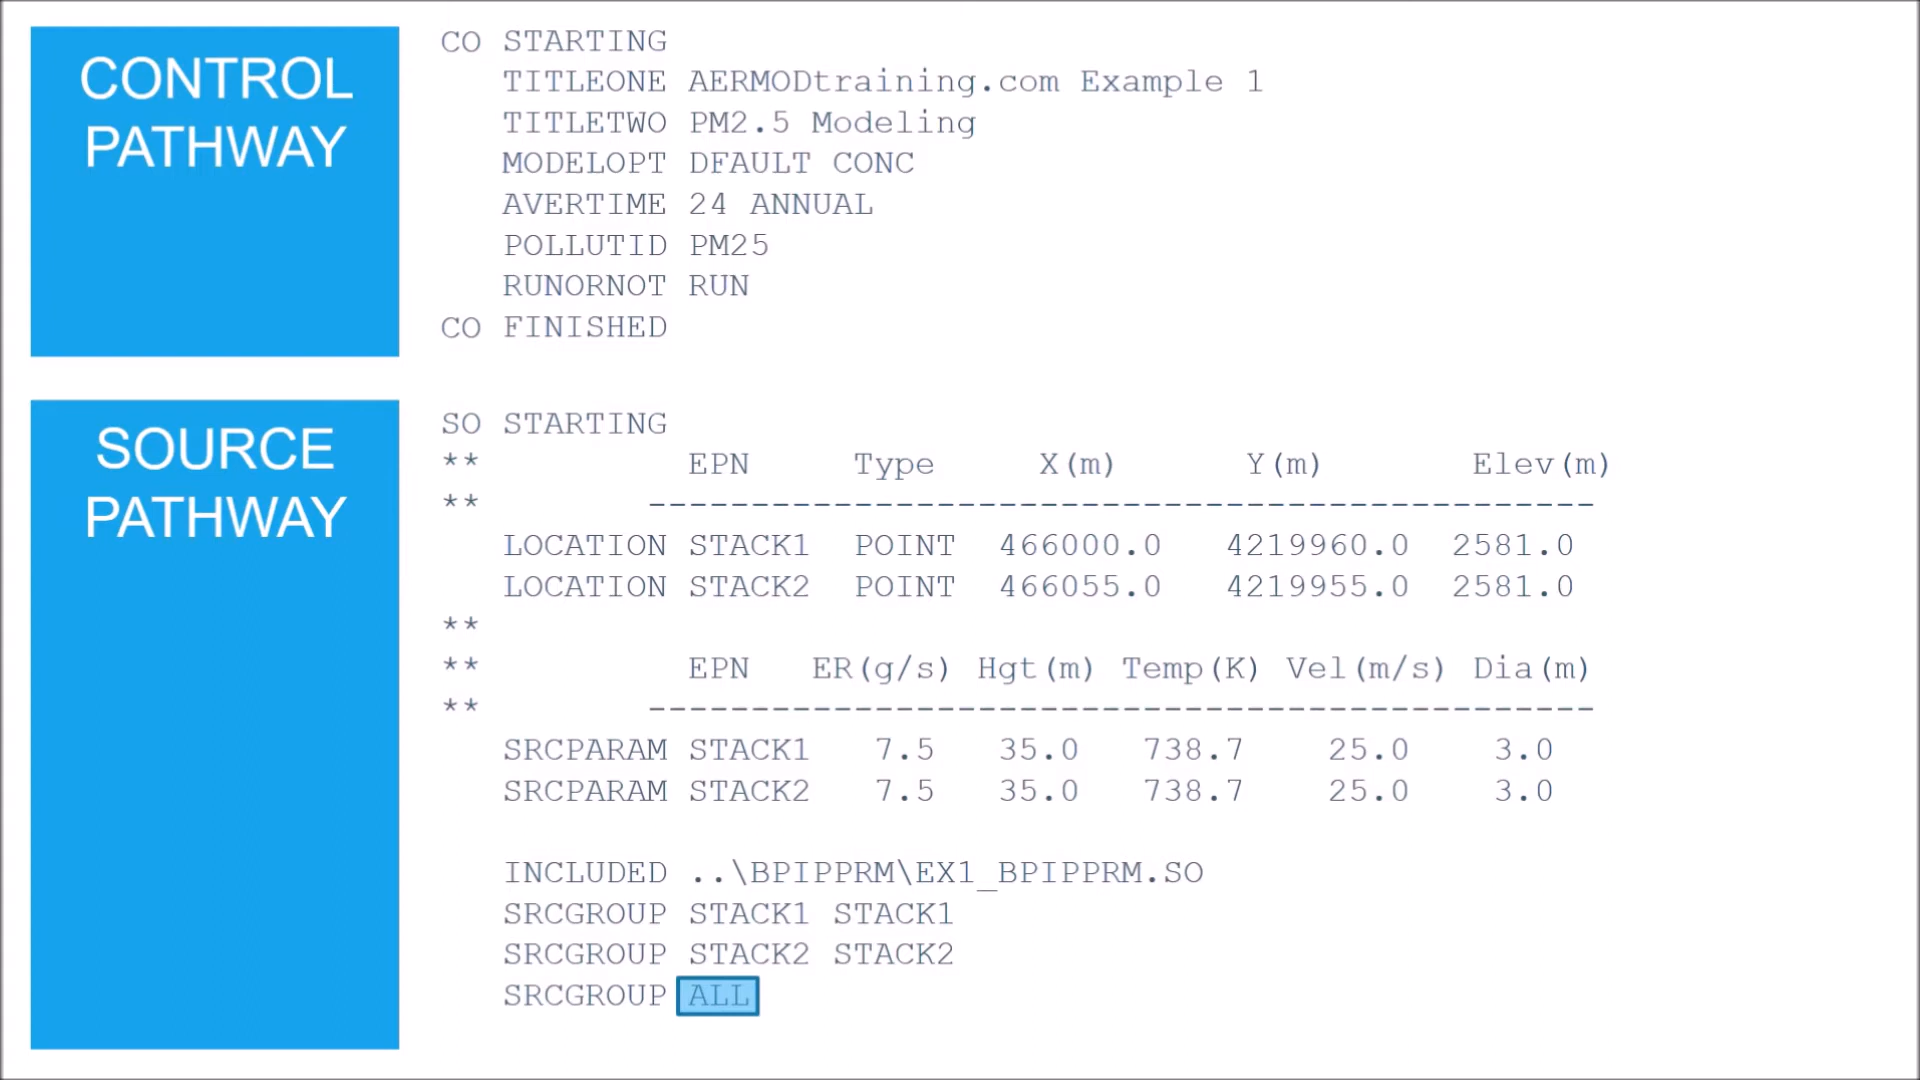 CONTROL
PATHWAY
CO STARTING
TITLEONE AERMODtraining.com Example 1
TITLETWO PM2.5 Modeling
MODELOPT DFAULT CONC
AVERTIME 24 ANNUAL
POLLUTID PM25
RUNORNOT RUN
CO FINISHED
SOURCE
PATHWAY
SO STARTING
** EPN Type X(m) Y(m) Elev(m)
** ----------------------------------------------
LOCATION STACK1 POINT 466000.0 4219960.0 2581.0
LOCATION STACK2 POINT 466055.0 4219955.0 2581.0
**
** EPN ER(g/s) Hgt(m) Temp(K) Vel(m/s) Dia(m)
** ----------------------------------------------
SRCPARAM STACK1 7.5 35.0 738.7 25.0 3.0
SRCPARAM STACK2 7.5 35.0 738.7 25.0 3.0
INCLUDED ..\BPIPPRM\EX1_BPIPPRM.SO
SRCGROUP STACK1 STACK1
SRCGROUP STACK2 STACK2
SRCGROUP ALL